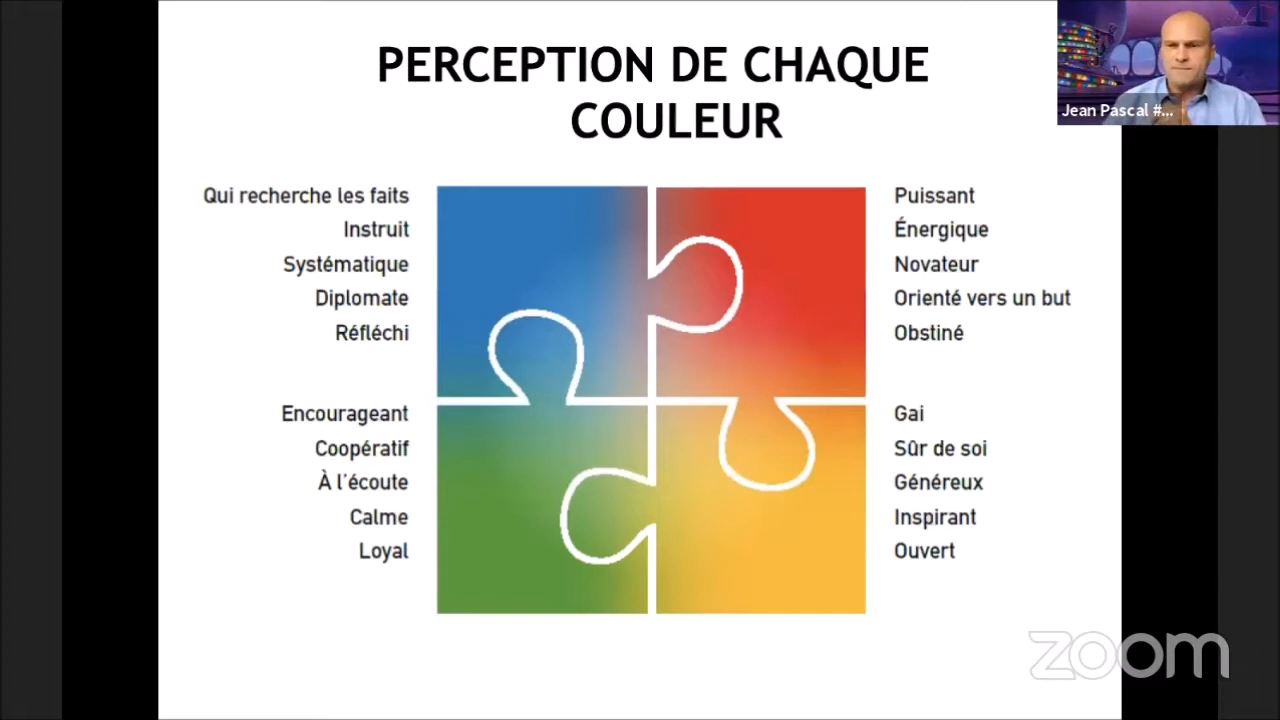 PERCEPTION DE CHAQUE
COULEUR
Jean Pascal #...
Qui recherche les faits
Instruit
Systématique
Diplomate
Réfléchi
Puissant
Énergique
Novateur
Orienté vers un but
Obstiné
Encourageant
Coopératif
À l'écoute
Calme
Loyal
Gai
Sûr de soi
Généreux
Inspirant
Ouvert
zoom